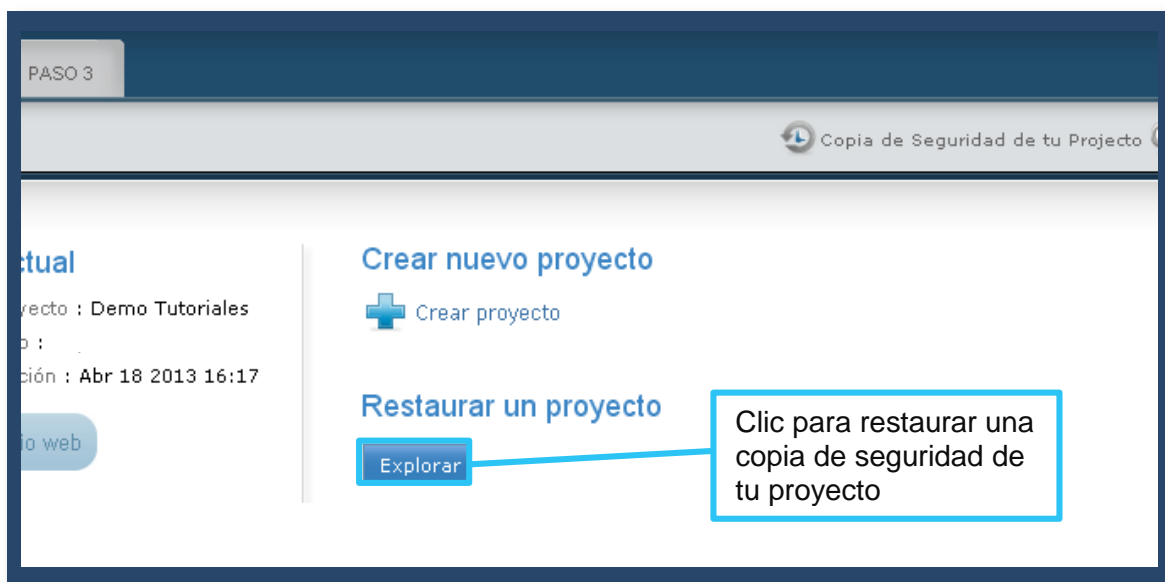 PASO 3
Copia de Seguridad de tu Projecto
ctual
yecto : Demo Tutoriales
o :
ción : Abr 18 2013 16:17
io web
Crear nuevo proyecto
Crear proyecto
Restaurar un proyecto
Explorar
Clic para restaurar una
copia de seguridad de
tu proyecto